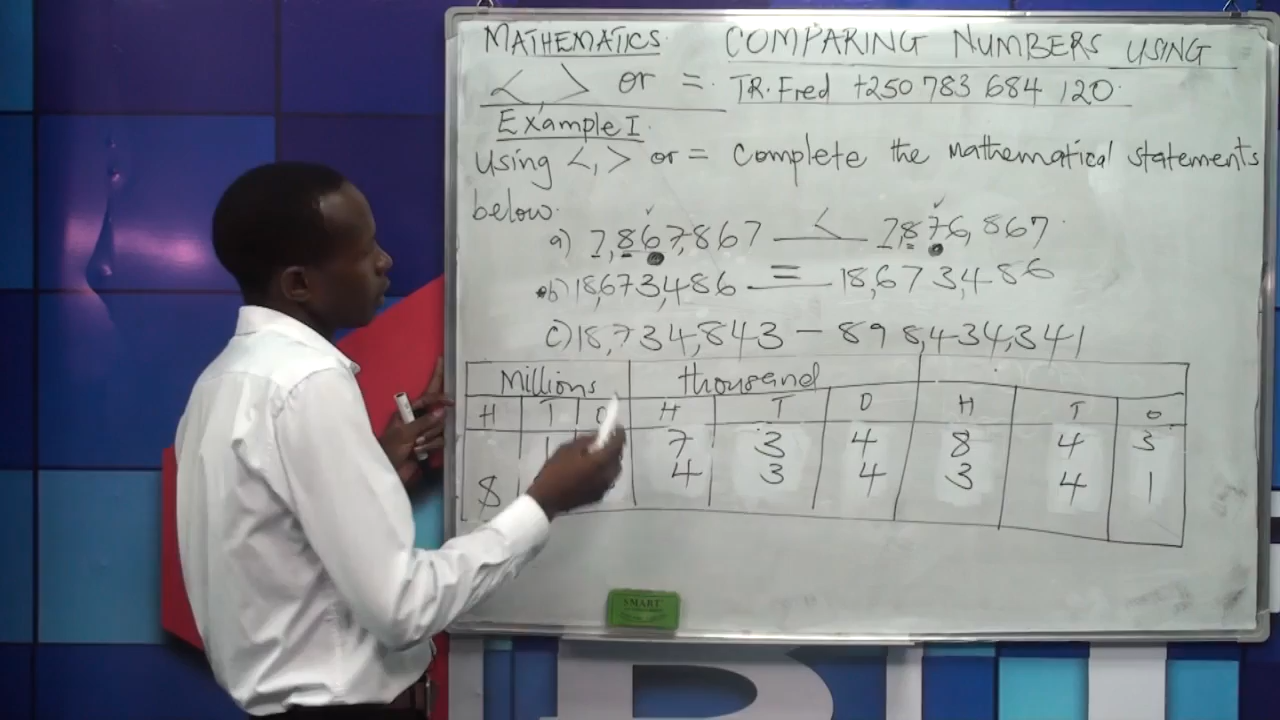 MATHEMATICS. COMPARING NUMBERS USING
<, > or =. TR. Fred +250 783 684 120.
Example I.
Using <, > or = Complete the mathematical statements
below.
a) 7,867,867 < 7,876,867
b) 18,673,486 = 18,673,486
c) 18,734,843 — 898,434,341
Millions thousand
H T O H T O H T O
1 7 3 4 8 4 3
8 4 3 4 3 4 1
SMART